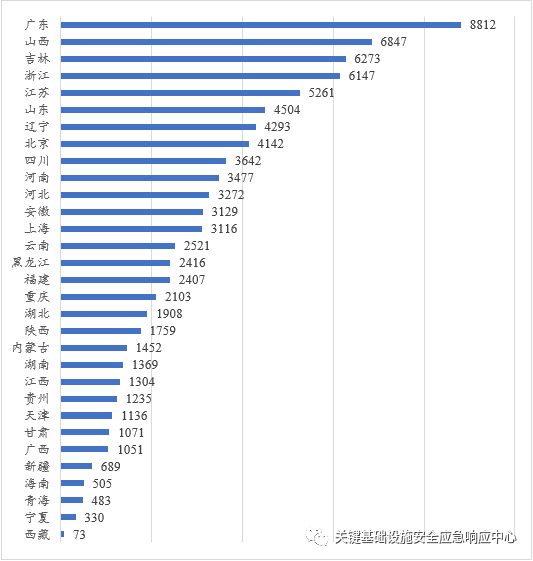 广东 8812
山西 6847
吉林 6273
浙江 6147
江苏 5261
山东 4504
辽宁 4293
北京 4142
四川 3642
河南 3477
河北 3272
安徽 3129
上海 3116
云南 2521
黑龙江 2416
福建 2407
重庆 2103
湖北 1908
陕西 1759
内蒙古 1452
湖南 1369
江西 1304
贵州 1235
天津 1136
甘肃 1071
广西 1051
新疆 689
海南 505
青海 483
宁夏 330
西藏 73
关键基础设施安全应急响应中心